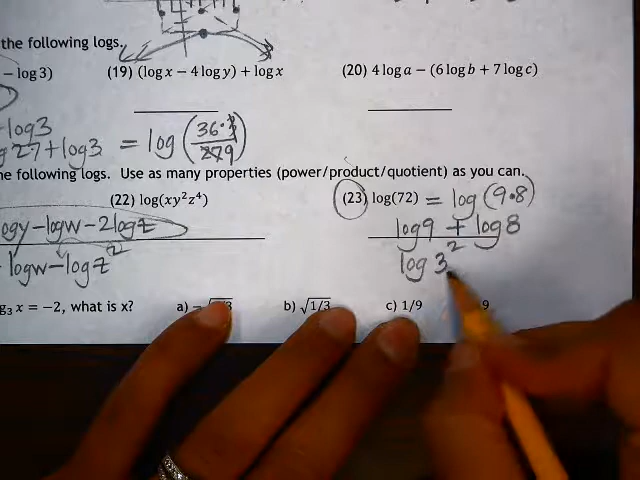 the following logs.
– log 3) (19) (log x – 4 log y) + log x (20) 4 log a – (6 log b + 7 log c)
log3
27 + log3 = log (36·3/279)
he following logs. Use as many properties (power/product/quotient) as you can.
(22) log(xy²z⁴) (23) log(72) = log (9·8)
ogy – logw – 2logz log9 + log8
logw – logz² log 3²
g₃ x = –2, what is x? a) – b) √1/3 c) 1/9 9